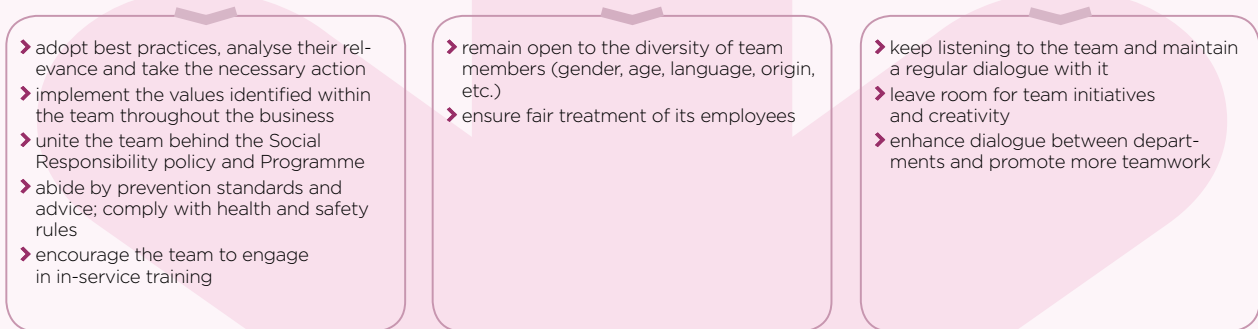 adopt best practices, analyse their rel-
evance and take the necessary action
implement the values identified within
the team throughout the business
unite the team behind the Social
Responsibility policy and Programme
abide by prevention standards and
advice; comply with health and safety
rules
encourage the team to engage
in in-service training
remain open to the diversity of team
members (gender, age, language, origin,
etc.)
ensure fair treatment of its employees
keep listening to the team and maintain
a regular dialogue with it
leave room for team initiatives
and creativity
enhance dialogue between depart-
ments and promote more teamwork